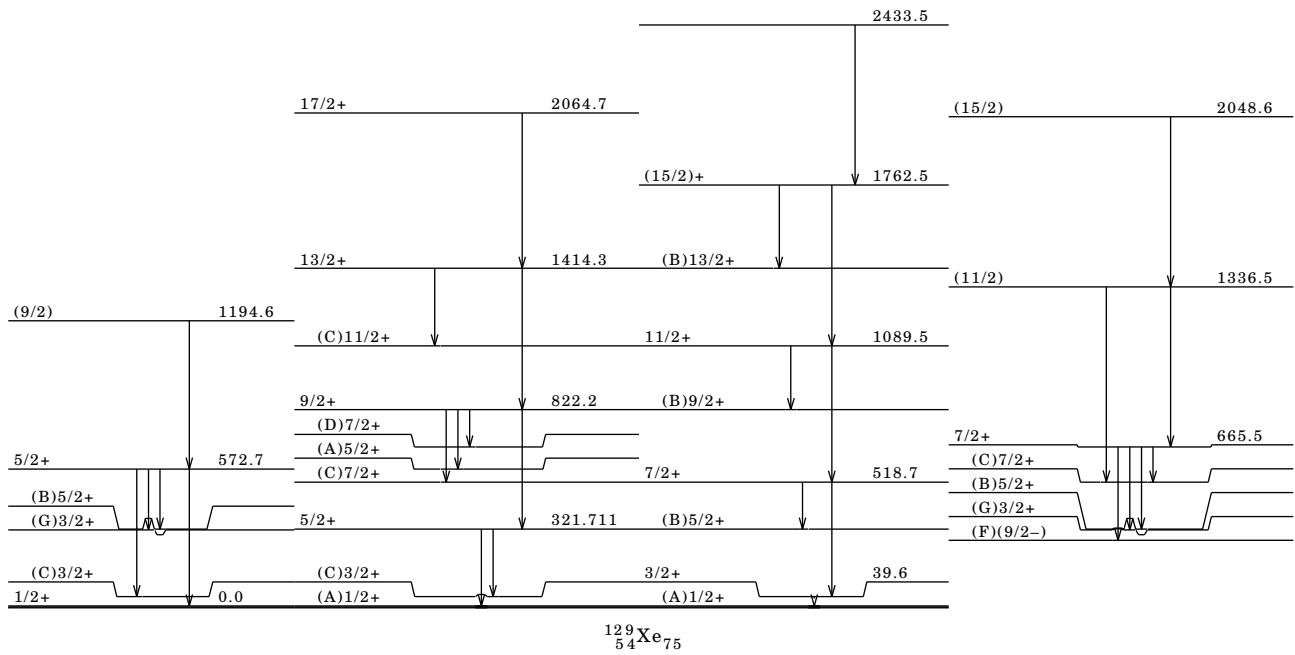 2433.5
17/2+ 2064.7
(15/2) 2048.6
(15/2)+ 1762.5
13/2+ 1414.3 (B)13/2+
(11/2) 1336.5
(9/2) 1194.6
(C)11/2+ 11/2+ 1089.5
9/2+ 822.2 (B)9/2+
(D)7/2+
7/2+ 665.5
(A)5/2+
5/2+ 572.7
(C)7/2+
(C)7/2+ 7/2+ 518.7
(B)5/2+
(B)5/2+
(G)3/2+
(G)3/2+
5/2+ 321.711 (B)5/2+
(F)(9/2−)
(C)3/2+ (C)3/2+ 3/2+ 39.6
1/2+ 0.0 (A)1/2+ (A)1/2+
129
54Xe75